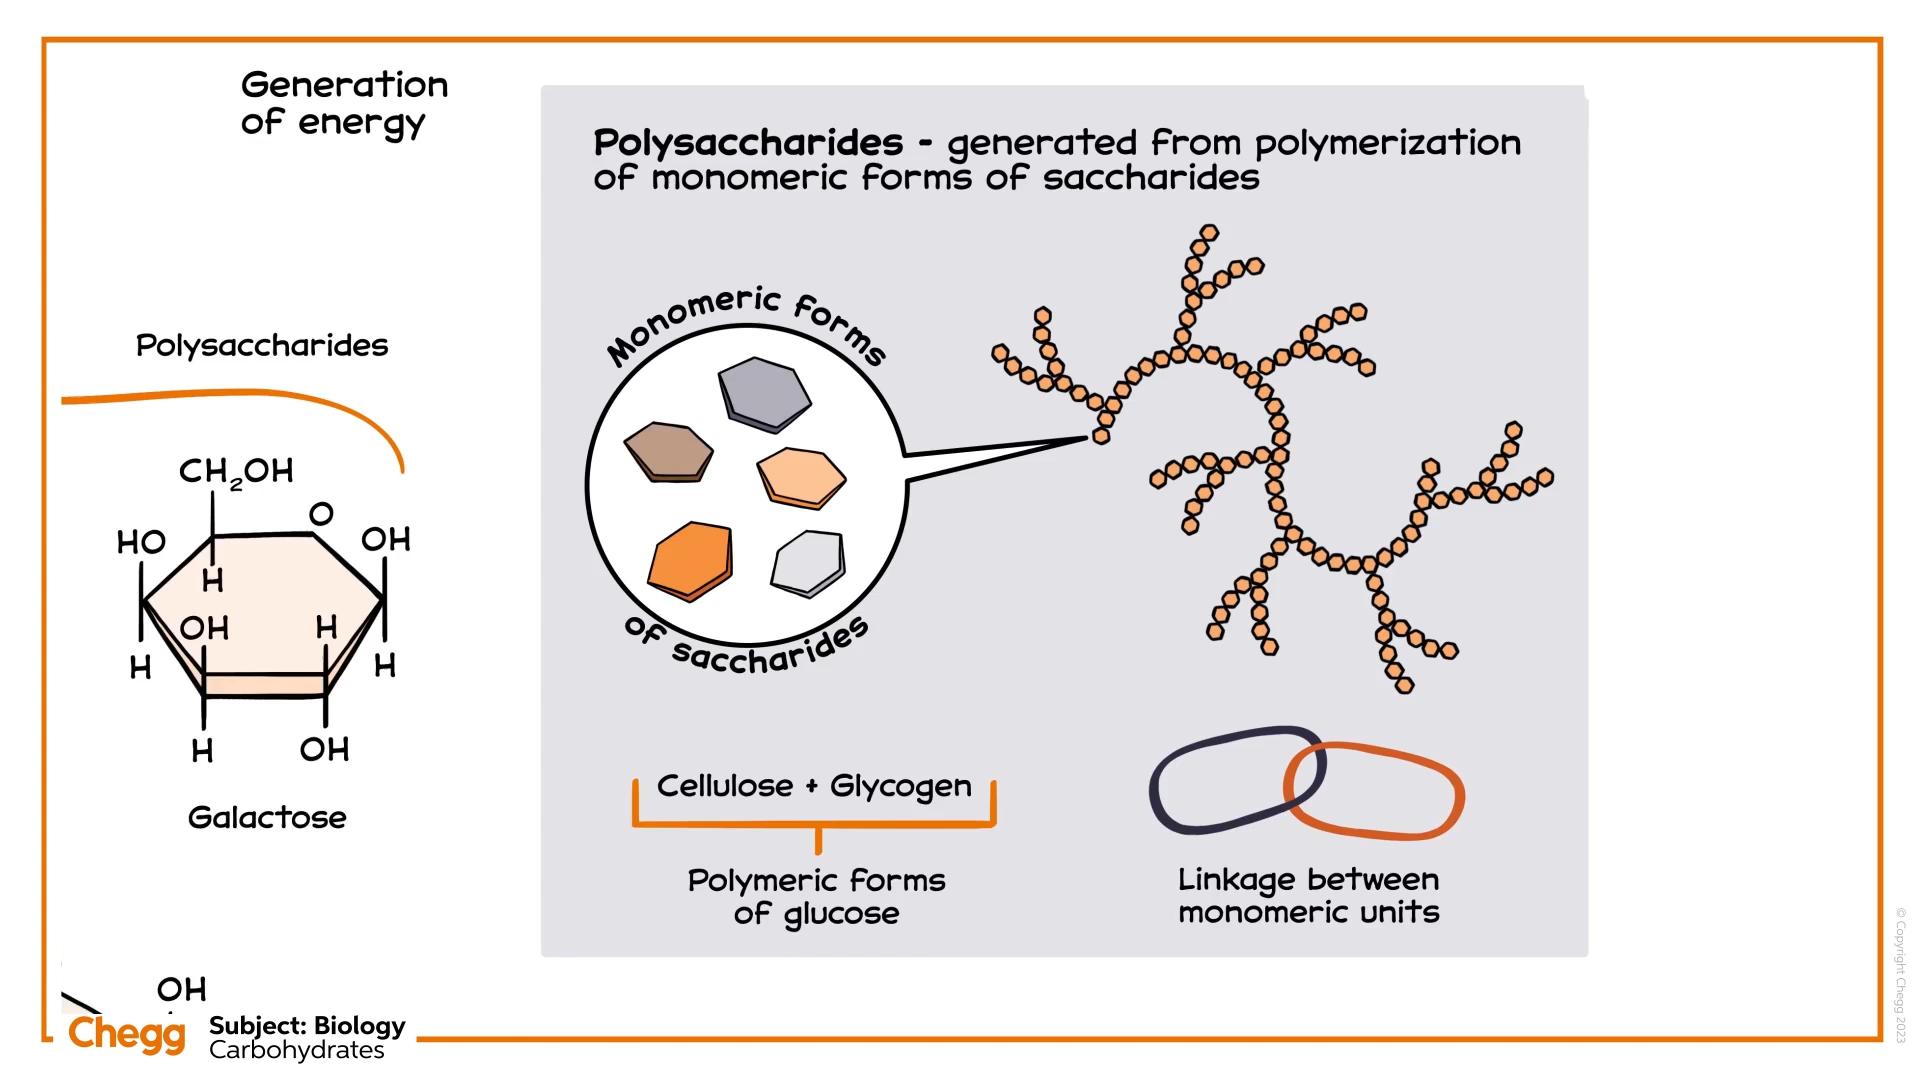 Generation
of energy
Polysaccharides
CH₂OH
O
HO
OH
H
OH
H
H
H
H
OH
Galactose
OH
Polysaccharides - generated from polymerization
of monomeric forms of saccharides
Monomeric forms
of saccharides
Cellulose + Glycogen
Polymeric forms
of glucose
Linkage between
monomeric units
Chegg
Subject: Biology
Carbohydrates
© Copyright Chegg 2023